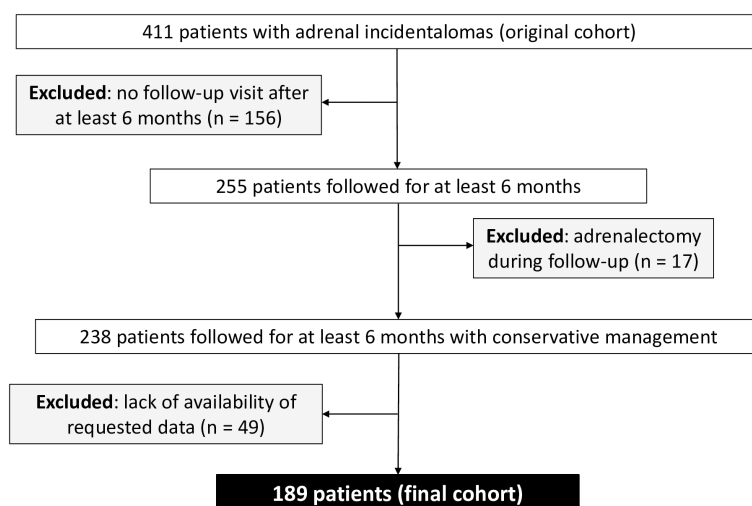 411 patients with adrenal incidentalomas (original cohort)
Excluded: no follow-up visit after
at least 6 months (n = 156)
255 patients followed for at least 6 months
Excluded: adrenalectomy
during follow-up (n = 17)
238 patients followed for at least 6 months with conservative management
Excluded: lack of availability of
requested data (n = 49)
189 patients (final cohort)